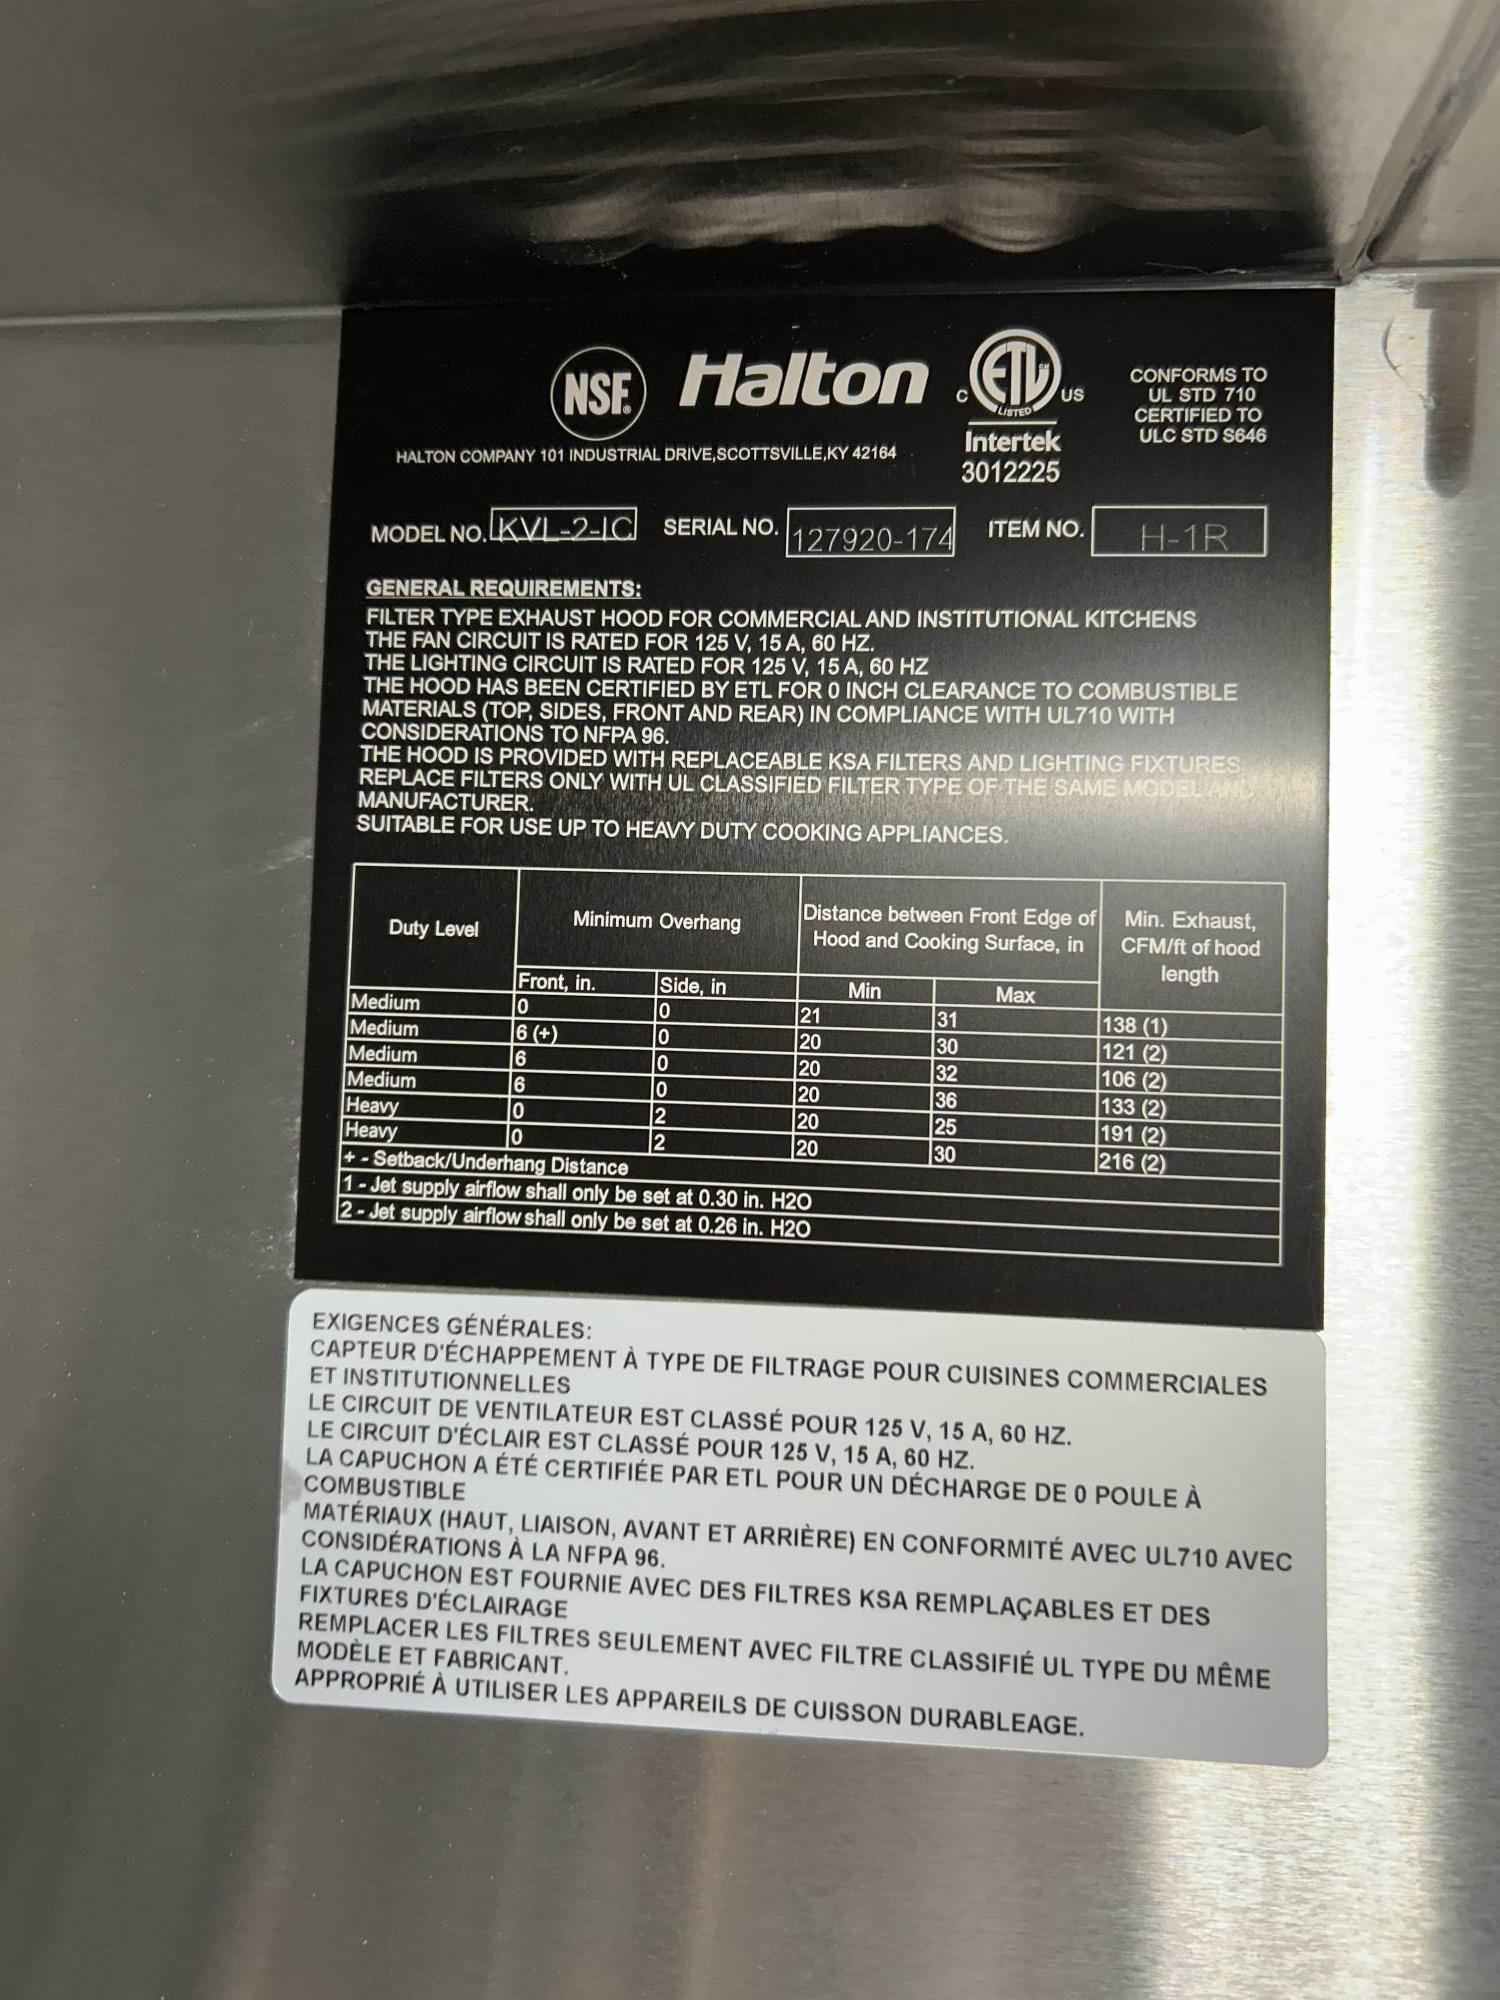 NSF®
Halton
C ETL US
LISTED
Intertek
3012225
CONFORMS TO
UL STD 710
CERTIFIED TO
ULC STD S646
HALTON COMPANY 101 INDUSTRIAL DRIVE,SCOTTSVILLE,KY 42164
MODEL NO. KVL-2-IC SERIAL NO. 127920-174 ITEM NO. H-1R
GENERAL REQUIREMENTS:
FILTER TYPE EXHAUST HOOD FOR COMMERCIAL AND INSTITUTIONAL KITCHENS
THE FAN CIRCUIT IS RATED FOR 125 V, 15 A, 60 HZ.
THE LIGHTING CIRCUIT IS RATED FOR 125 V, 15 A, 60 HZ
THE HOOD HAS BEEN CERTIFIED BY ETL FOR 0 INCH CLEARANCE TO COMBUSTIBLE
MATERIALS (TOP, SIDES, FRONT AND REAR) IN COMPLIANCE WITH UL710 WITH
CONSIDERATIONS TO NFPA 96.
THE HOOD IS PROVIDED WITH REPLACEABLE KSA FILTERS AND LIGHTING FIXTURES
REPLACE FILTERS ONLY WITH UL CLASSIFIED FILTER TYPE OF THE SAME MODEL AND
MANUFACTURER.
SUITABLE FOR USE UP TO HEAVY DUTY COOKING APPLIANCES.
Duty Level
Minimum Overhang
Distance between Front Edge of
Hood and Cooking Surface, in
Min. Exhaust,
CFM/ft of hood
length
Front, in. Side, in Min Max
Medium 0 0 21 31 138 (1)
Medium 6 (+) 0 20 30 121 (2)
Medium 6 0 20 32 106 (2)
Medium 6 0 20 36 133 (2)
Heavy 0 2 20 25 191 (2)
Heavy 0 2 20 30 216 (2)
+ - Setback/Underhang Distance
1 - Jet supply airflow shall only be set at 0.30 in. H2O
2 - Jet supply airflow shall only be set at 0.26 in. H2O
EXIGENCES GÉNÉRALES:
CAPTEUR D'ÉCHAPPEMENT À TYPE DE FILTRAGE POUR CUISINES COMMERCIALES
ET INSTITUTIONNELLES
LE CIRCUIT DE VENTILATEUR EST CLASSÉ POUR 125 V, 15 A, 60 HZ.
LE CIRCUIT D'ÉCLAIR EST CLASSÉ POUR 125 V, 15 A, 60 HZ.
LA CAPUCHON A ÉTÉ CERTIFIÉE PAR ETL POUR UN DÉCHARGE DE 0 POULE À
COMBUSTIBLE
MATÉRIAUX (HAUT, LIAISON, AVANT ET ARRIÈRE) EN CONFORMITÉ AVEC UL710 AVEC
CONSIDÉRATIONS À LA NFPA 96.
LA CAPUCHON EST FOURNIE AVEC DES FILTRES KSA REMPLAÇABLES ET DES
FIXTURES D'ÉCLAIRAGE
REMPLACER LES FILTRES SEULEMENT AVEC FILTRE CLASSIFIÉ UL TYPE DU MÊME
MODÈLE ET FABRICANT.
APPROPRIÉ À UTILISER LES APPAREILS DE CUISSON DURABLEAGE.